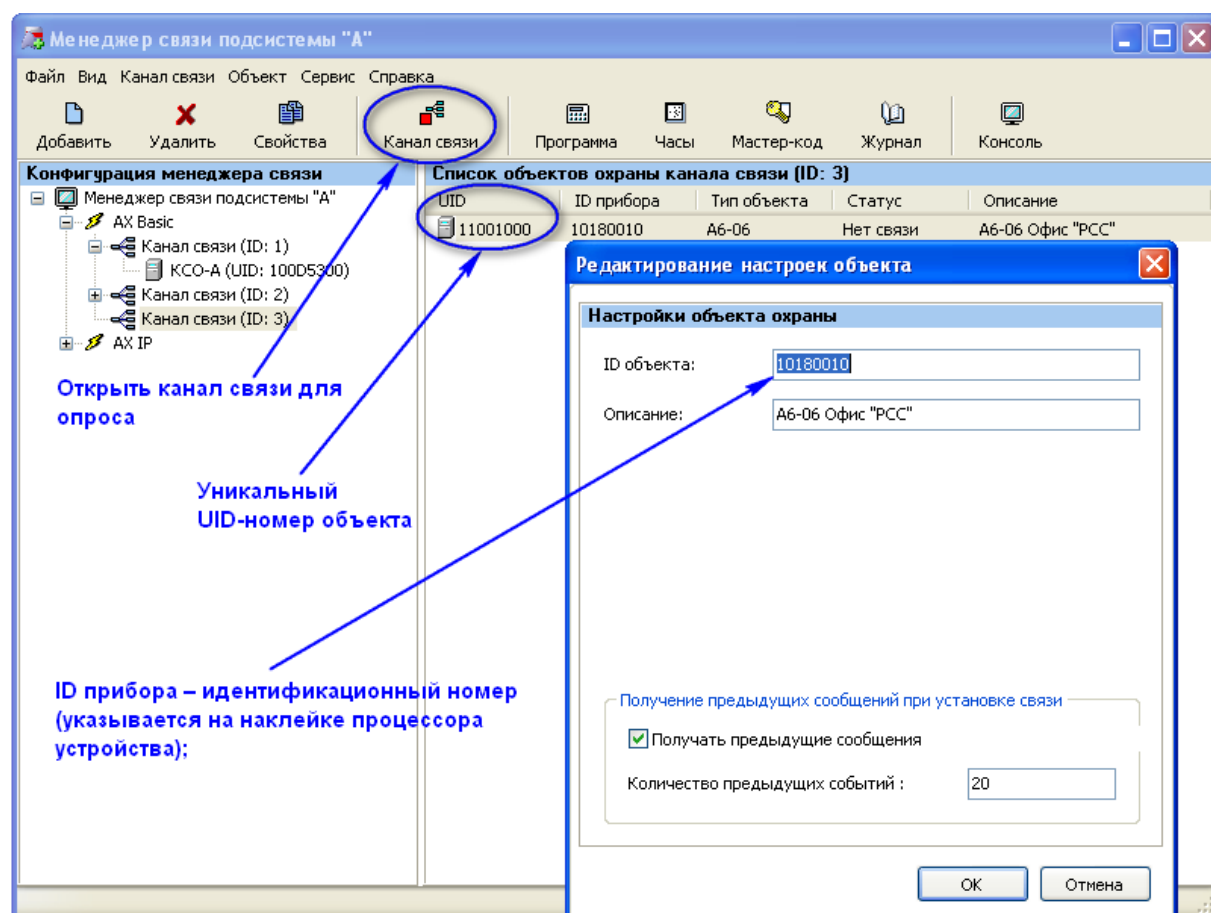 Менеджер связи подсистемы "А"
Файл Вид Канал связи Объект Сервис Справка
Добавить Удалить Свойства Канал связи Программа Часы Мастер-код Журнал Консоль
Конфигурация менеджера связи
Менеджер связи подсистемы "А"
AX Basic
Канал связи (ID: 1)
КСО-А (UID: 100D5300)
Канал связи (ID: 2)
Канал связи (ID: 3)
AX IP
Список объектов охраны канала связи (ID: 3)
UID ID прибора Тип объекта Статус Описание
11001000 10180010 А6-06 Нет связи А6-06 Офис "РСС"
Редактирование настроек объекта
Настройки объекта охраны
ID объекта: 10180010
Описание: А6-06 Офис "РСС"
Получение предыдущих сообщений при установке связи
Получать предыдущие сообщения
Количество предыдущих событий : 20
ОК Отмена
Открыть канал связи для
опроса
Уникальный
UID-номер объекта
ID прибора – идентификационный номер
(указывается на наклейке процессора
устройства);